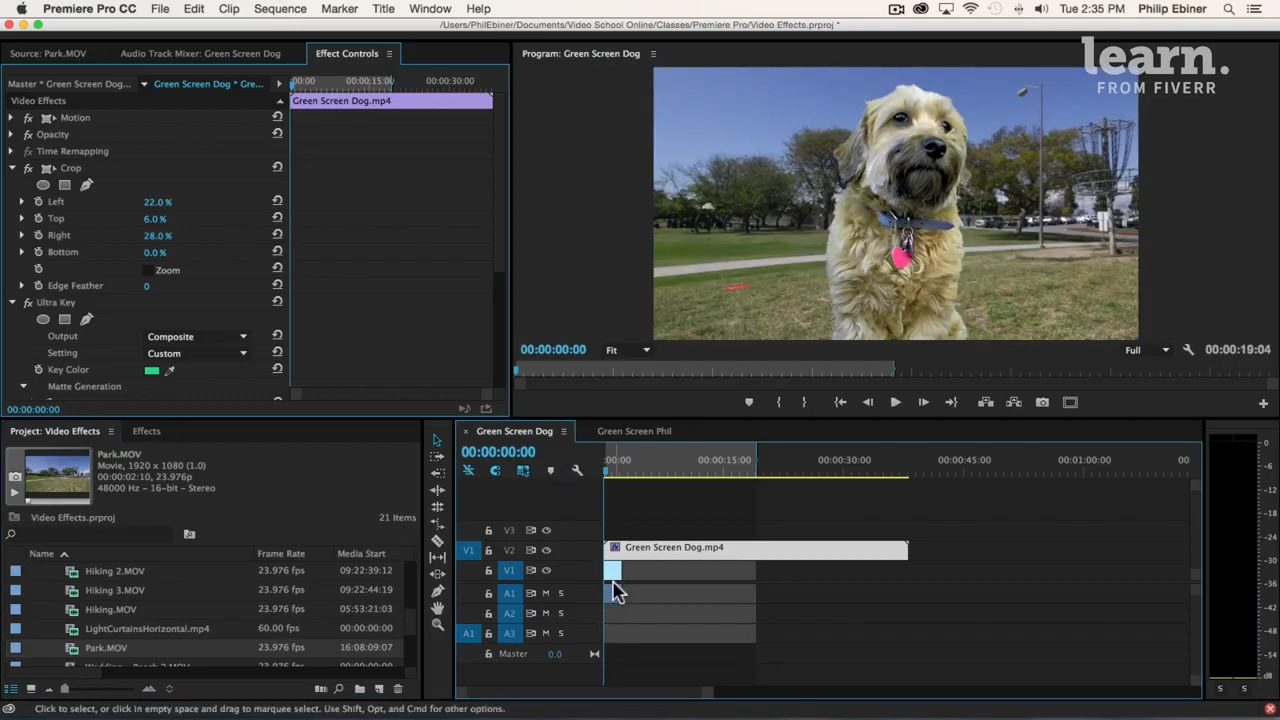 Premiere Pro CC File Edit Clip Sequence Marker Title Window Help Tue 2:35 PM Philip Ebiner
/Users/PhilEbiner/Documents/Video School Online/Classes/Premiere Pro/Video Effects.prproj *
Source: Park.MOV Audio Track Mixer: Green Screen Dog Effect Controls Program: Green Screen Dog
learn.
FROM FIVERR
Master * Green Screen Dog... Green Screen Dog * Gre... :00:00 00:00:15:00 00:00:30:00
Video Effects Green Screen Dog.mp4
fx Motion
fx Opacity
fx Time Remapping
fx Crop
Left 22.0 %
Top 6.0 %
Right 28.0 %
Bottom 0.0 %
Zoom
Edge Feather 0
fx Ultra Key
Output Composite
Setting Custom
Key Color
Matte Generation
00:00:00:00
00:00:00:00 Fit Full 00:00:19:04
Project: Video Effects Effects
Park.MOV
Movie, 1920 x 1080 (1.0)
00:00:02:10, 23.976p
48000 Hz - 16-bit - Stereo
Video Effects.prproj 21 Items
Name Frame Rate Media Start
Hiking 2.MOV 23.976 fps 09:22:39:12
Hiking 3.MOV 23.976 fps 09:22:44:19
Hiking.MOV 23.976 fps 05:53:21:03
LightCurtainsHorizontal.mp4 60.00 fps 00:00:00:00
Park.MOV 23.976 fps 16:08:09:07
× Green Screen Dog Green Screen Phil
00:00:00:00 :00:00 00:00:15:00 00:00:30:00 00:00:45:00 00:01:00:00 00
V3
V1 V2 Green Screen Dog.mp4
V1
A1 M S
A2 M S
A1 A3 M S
Master 0.0
0
-6
-12
-18
-24
-30
-36
-42
-48
-54
dB
S S
Click to select, or click in empty space and drag to marquee select. Use Shift, Opt, and Cmd for other options.